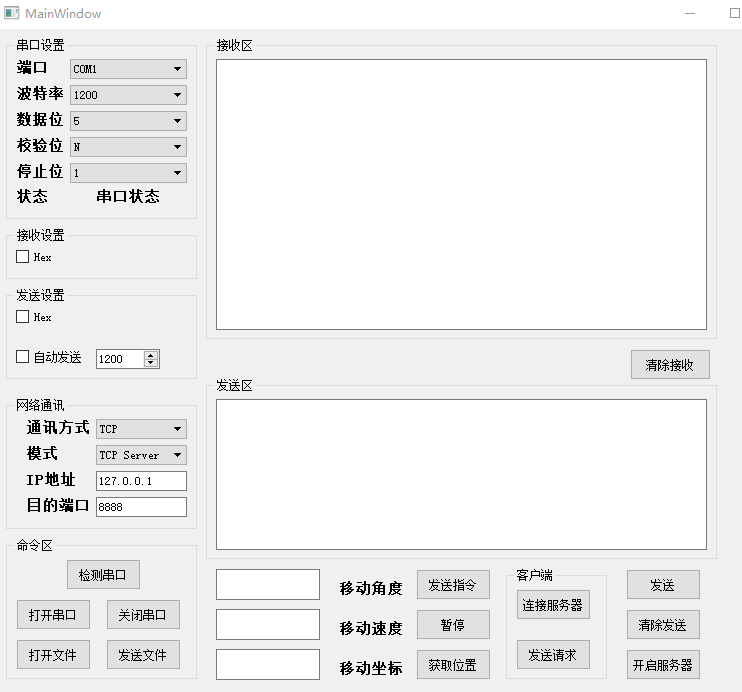 MainWindow
串口设置
端口 COM1
波特率 1200
数据位 5
校验位 N
停止位 1
状态 串口状态
接收设置
Hex
发送设置
Hex
自动发送 1200
网络通讯
通讯方式 TCP
模式 TCP Server
IP地址 127.0.0.1
目的端口 8888
命令区
检测串口
打开串口 关闭串口
打开文件 发送文件
接收区
清除接收
发送区
移动角度 发送指令
移动速度 暂停
移动坐标 获取位置
客户端
连接服务器
发送请求
发送
清除发送
开启服务器